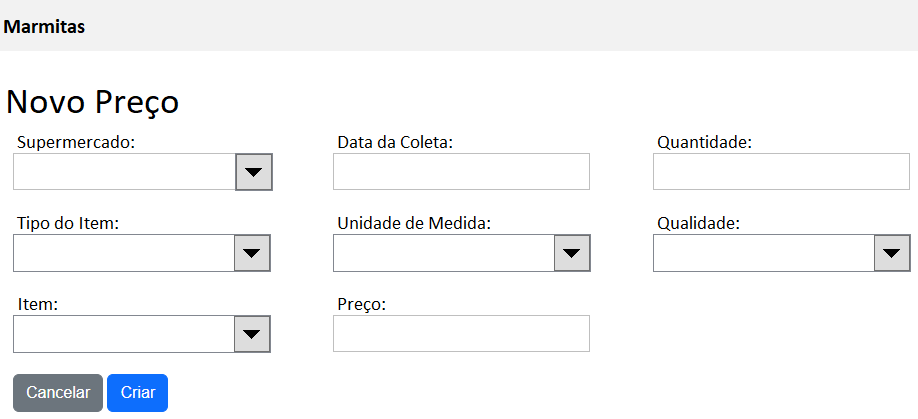 Marmitas
Novo Preço
Supermercado:
Data da Coleta:
Quantidade:
Tipo do Item:
Unidade de Medida:
Qualidade:
Item:
Preço:
Cancelar
Criar